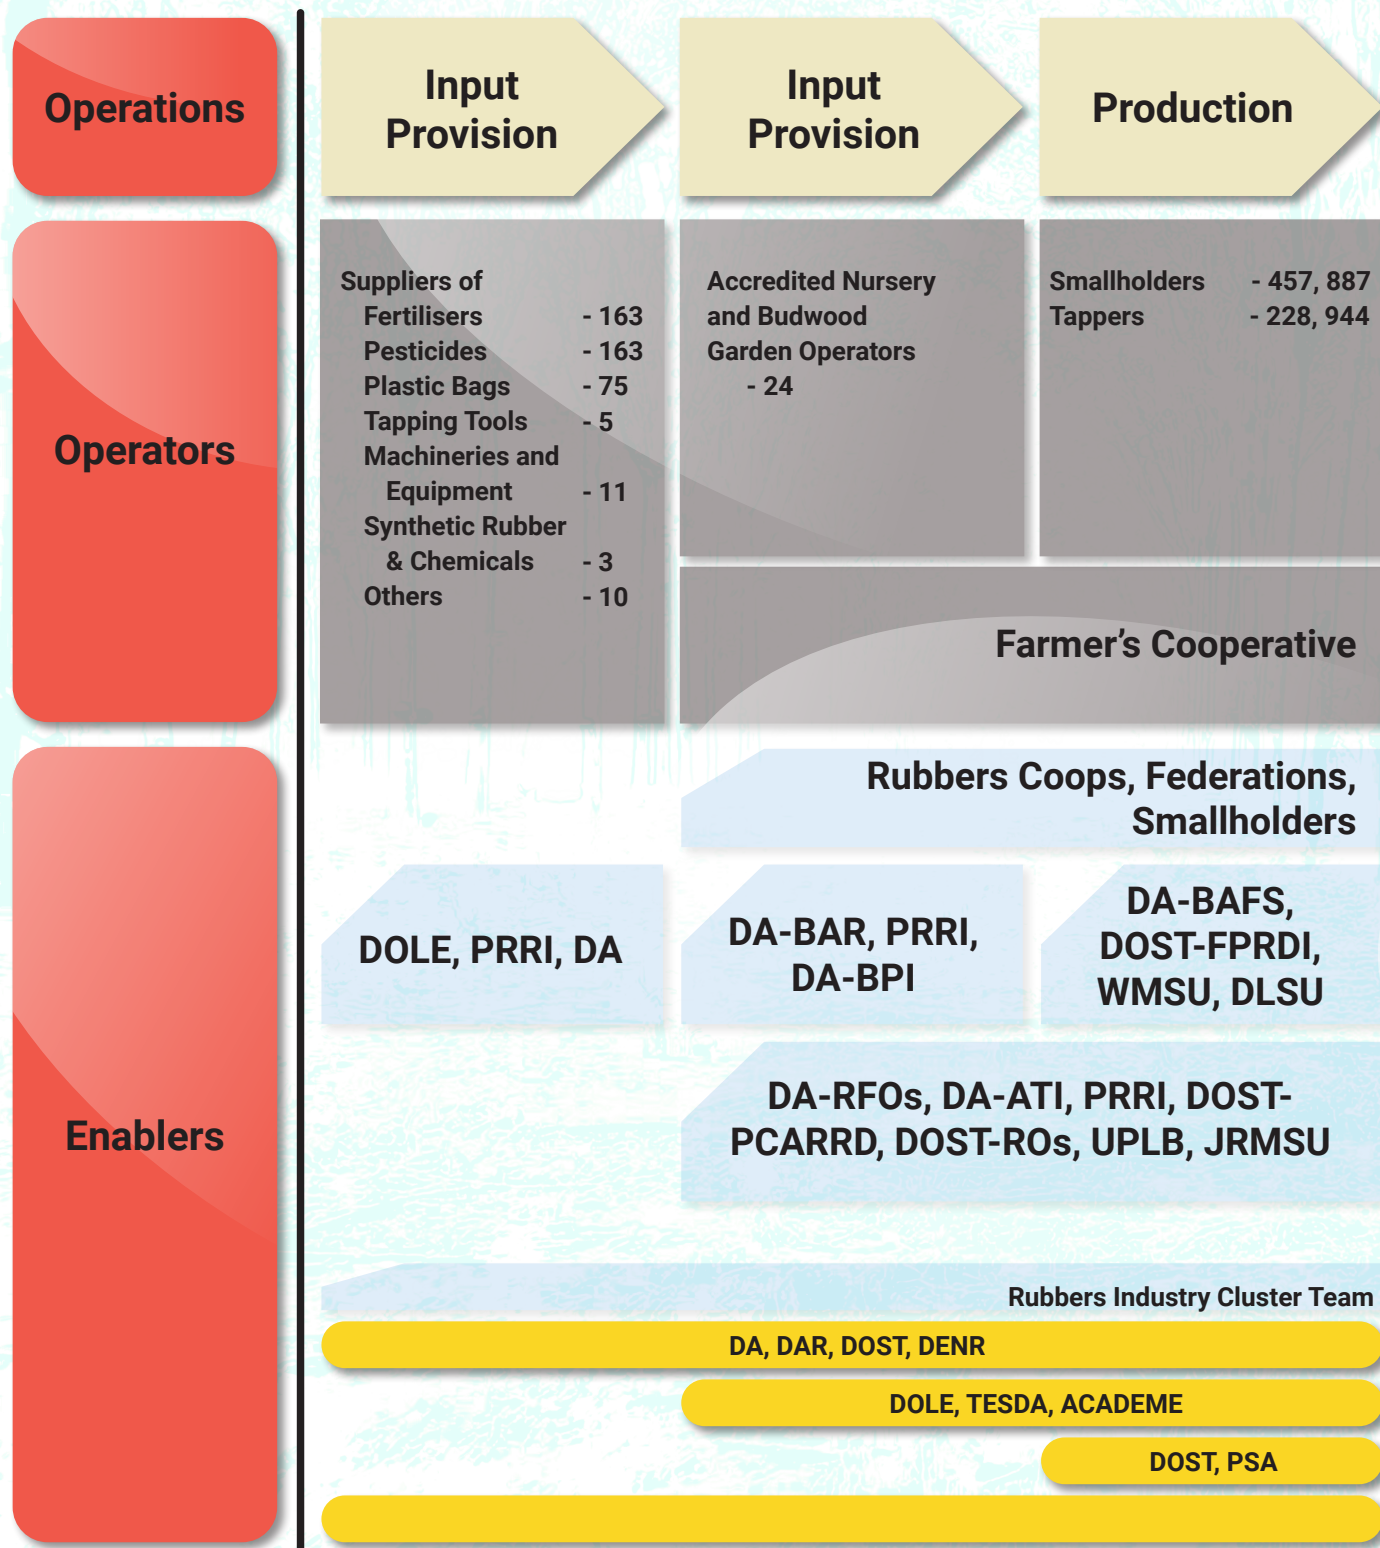 Operations
Input
Provision
Input
Provision
Production
Operators
Suppliers of
Fertilisers - 163
Pesticides - 163
Plastic Bags - 75
Tapping Tools - 5
Machineries and
Equipment - 11
Synthetic Rubber
& Chemicals - 3
Others - 10
Accredited Nursery
and Budwood
Garden Operators
- 24
Smallholders - 457, 887
Tappers - 228, 944
Farmer’s Cooperative
Enablers
Rubbers Coops, Federations,
Smallholders
DOLE, PRRI, DA
DA-BAR, PRRI,
DA-BPI
DA-BAFS,
DOST-FPRDI,
WMSU, DLSU
DA-RFOs, DA-ATI, PRRI, DOST-
PCARRD, DOST-ROs, UPLB, JRMSU
Rubbers Industry Cluster Team
DA, DAR, DOST, DENR
DOLE, TESDA, ACADEME
DOST, PSA